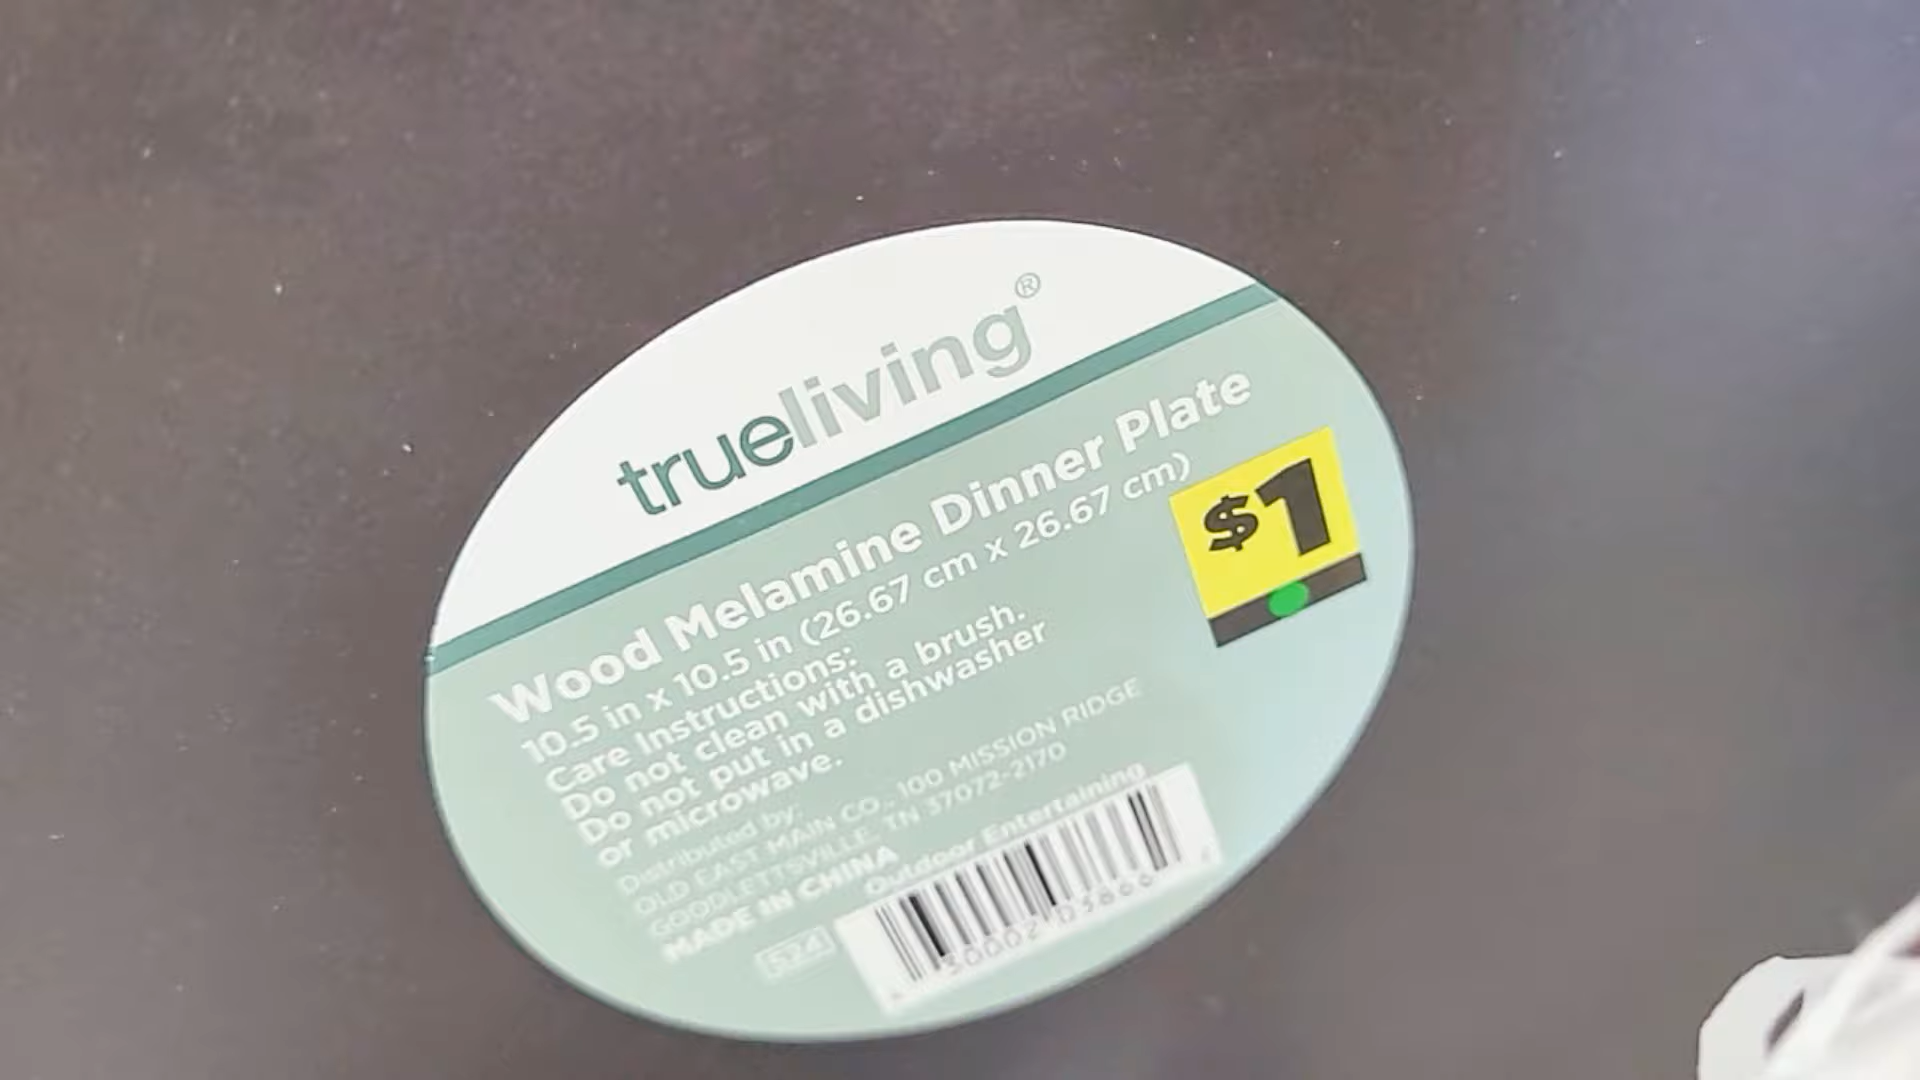 trueliving®
Wood Melamine Dinner Plate
10.5 in x 10.5 in (26.67 cm x 26.67 cm)
$1
Care Instructions:
Do not clean with a brush.
Do not put in a dishwasher
or microwave.
Distributed by:
OLD EAST MAIN CO., 100 MISSION RIDGE
GOODLETTSVILLE, TN 37072-2170
MADE IN CHINA
Outdoor Entertaining
524